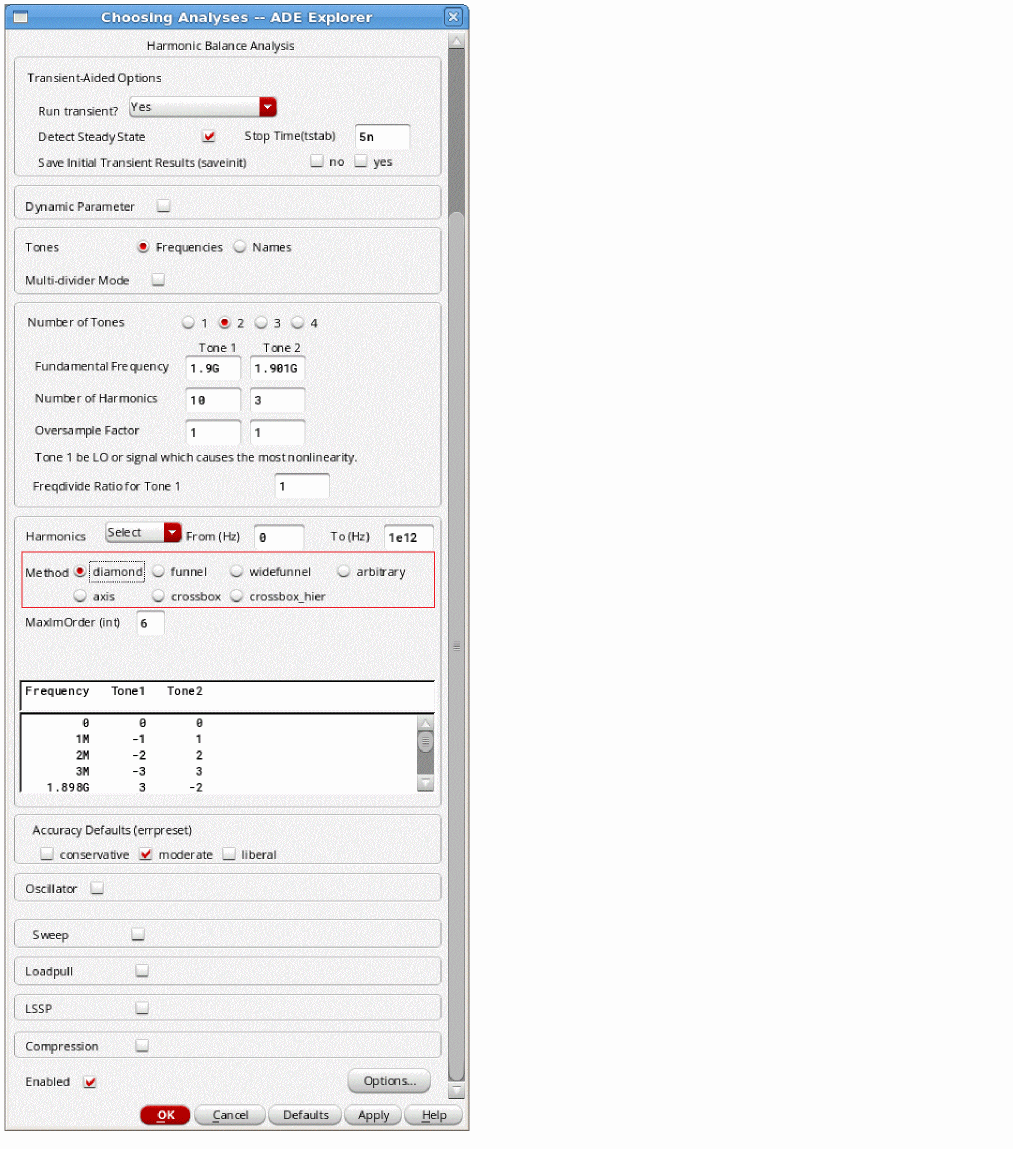 Choosing Analyses -- ADE Explorer
Harmonic Balance Analysis
Transient-Aided Options
Run transient? Yes
Detect Steady State Stop Time(tstab) 5n
Save Initial Transient Results (saveinit) no yes
Dynamic Parameter
Tones Frequencies Names
Multi-divider Mode
Number of Tones 1 2 3 4
Tone 1 Tone 2
Fundamental Frequency 1.9G 1.901G
Number of Harmonics 10 3
Oversample Factor 1 1
Tone 1 be LO or signal which causes the most nonlinearity.
Freqdivide Ratio for Tone 1 1
Harmonics Select From (Hz) 0 To (Hz) 1e12
Method diamond funnel widefunnel arbitrary
axis crossbox crossbox_hier
MaxImOrder (int) 6
Frequency Tone1 Tone2
0 0 0
1M -1 1
2M -2 2
3M -3 3
1.898G 3 -2
Accuracy Defaults (errpreset)
conservative moderate liberal
Oscillator
Sweep
Loadpull
LSSP
Compression
Enabled Options...
OK Cancel Defaults Apply Help